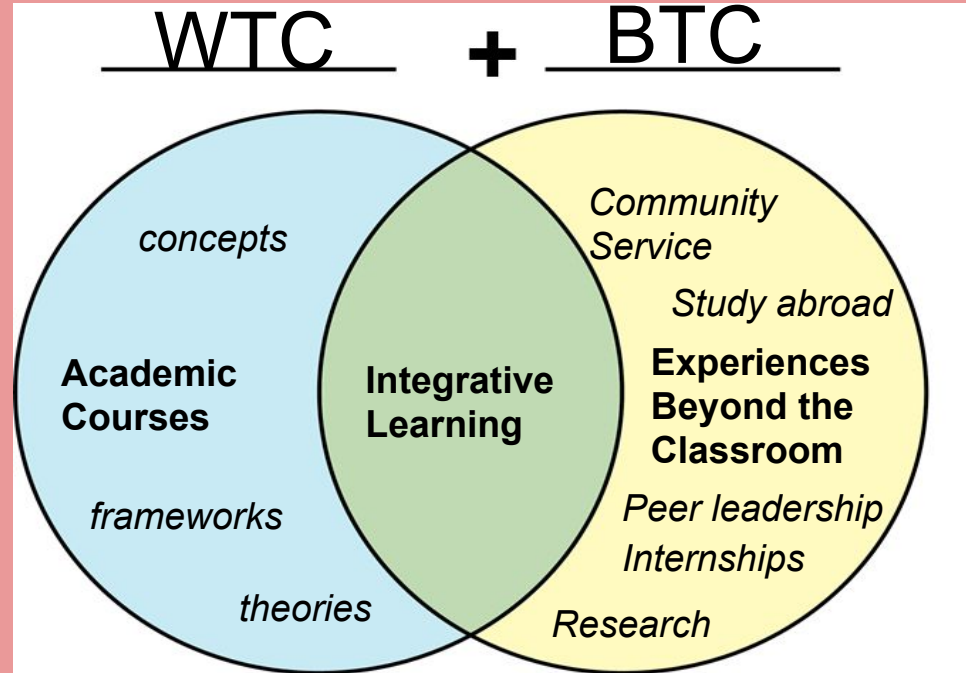 WTC + BTC
concepts
Academic
Courses
frameworks
theories
Integrative
Learning
Community
Service
Study abroad
Experiences
Beyond the
Classroom
Peer leadership
Internships
Research